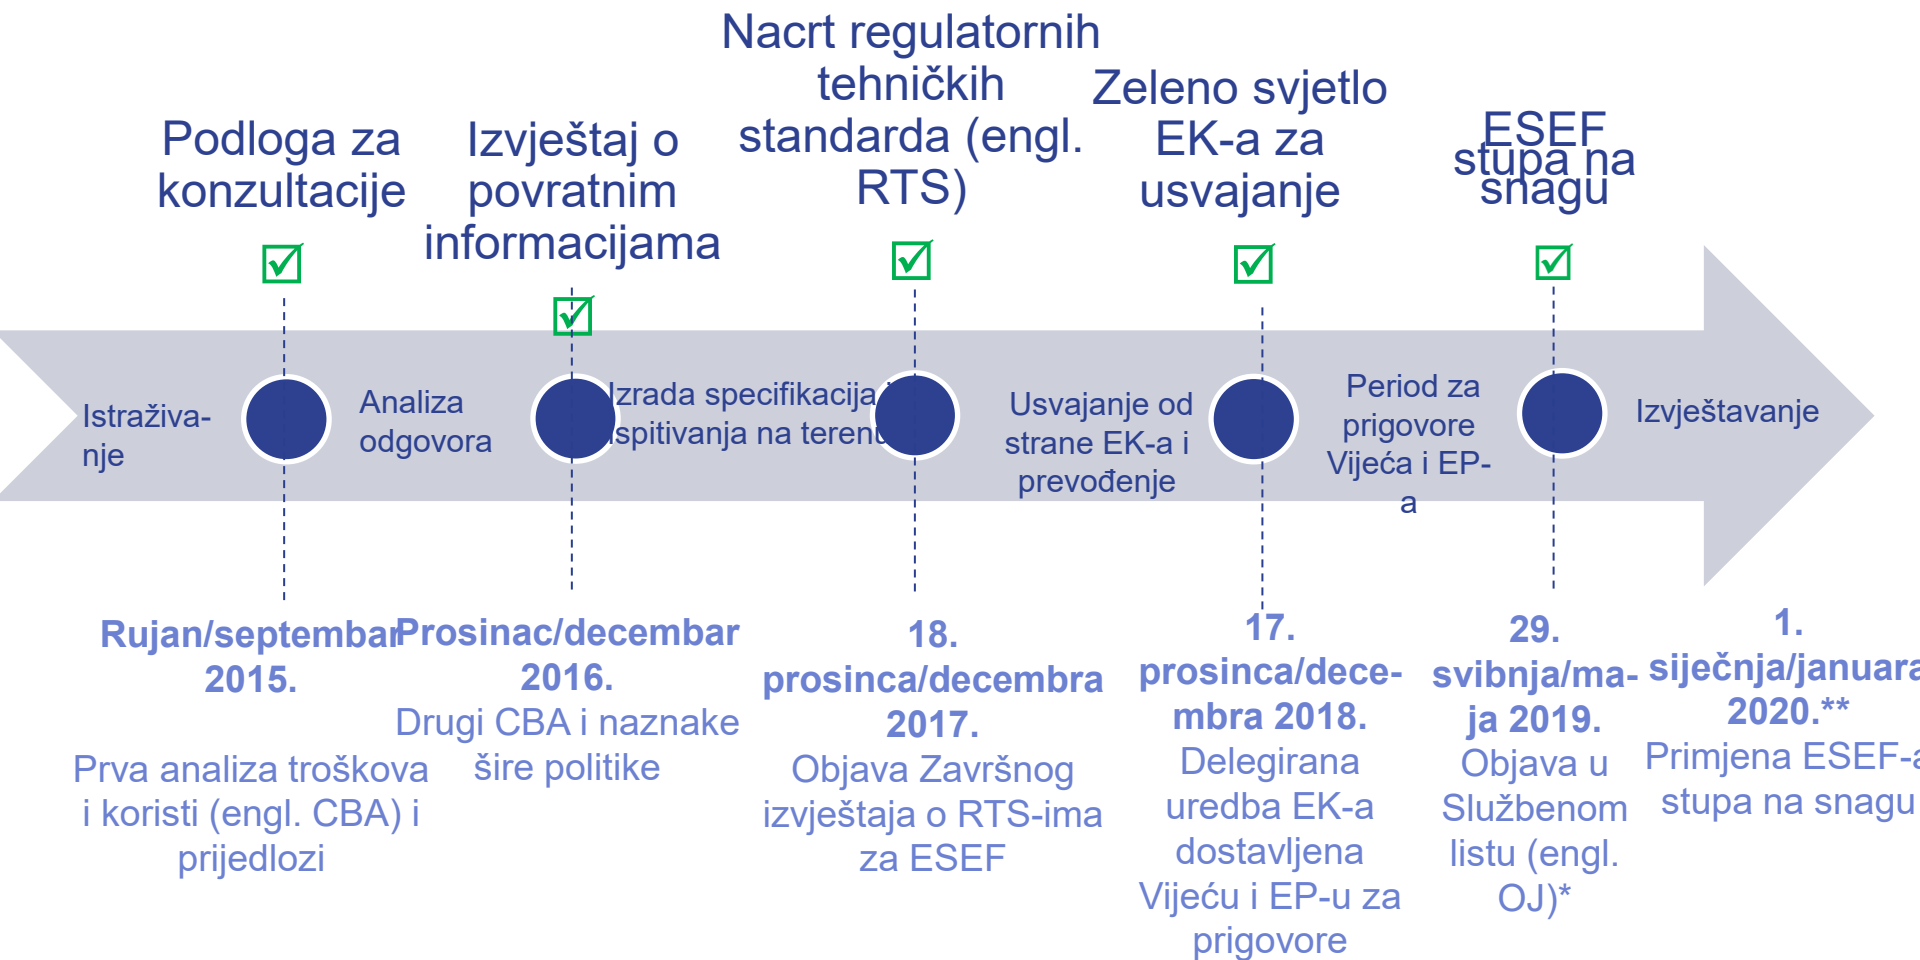 Podloga za
konzultacije
Izvještaj o
povratnim
informacijama
Nacrt regulatornih
tehničkih
standarda (engl.
RTS)
Zeleno svjetlo
EK-a za
usvajanje
ESEF
stupa na
snagu
Istraživa-
nje
Analiza
odgovora
Izrada specifikacija i
ispitivanja na terenu
Usvajanje od
strane EK-a i
prevođenje
Period za
prigovore
Vijeća i EP-
a
Izvještavanje
Rujan/septembar
2015.
Prva analiza troškova
i koristi (engl. CBA) i
prijedlozi
Prosinac/decembar
2016.
Drugi CBA i naznake
šire politike
18.
prosinca/decembra
2017.
Objava Završnog
izvještaja o RTS-ima
za ESEF
17.
prosinca/dece-
mbra 2018.
Delegirana
uredba EK-a
dostavljena
Vijeću i EP-u za
prigovore
29.
svibnja/ma-
ja 2019.
Objava u
Službenom
listu (engl.
OJ)*
1.
siječnja/januara
2020.**
Primjena ESEF-a
stupa na snagu